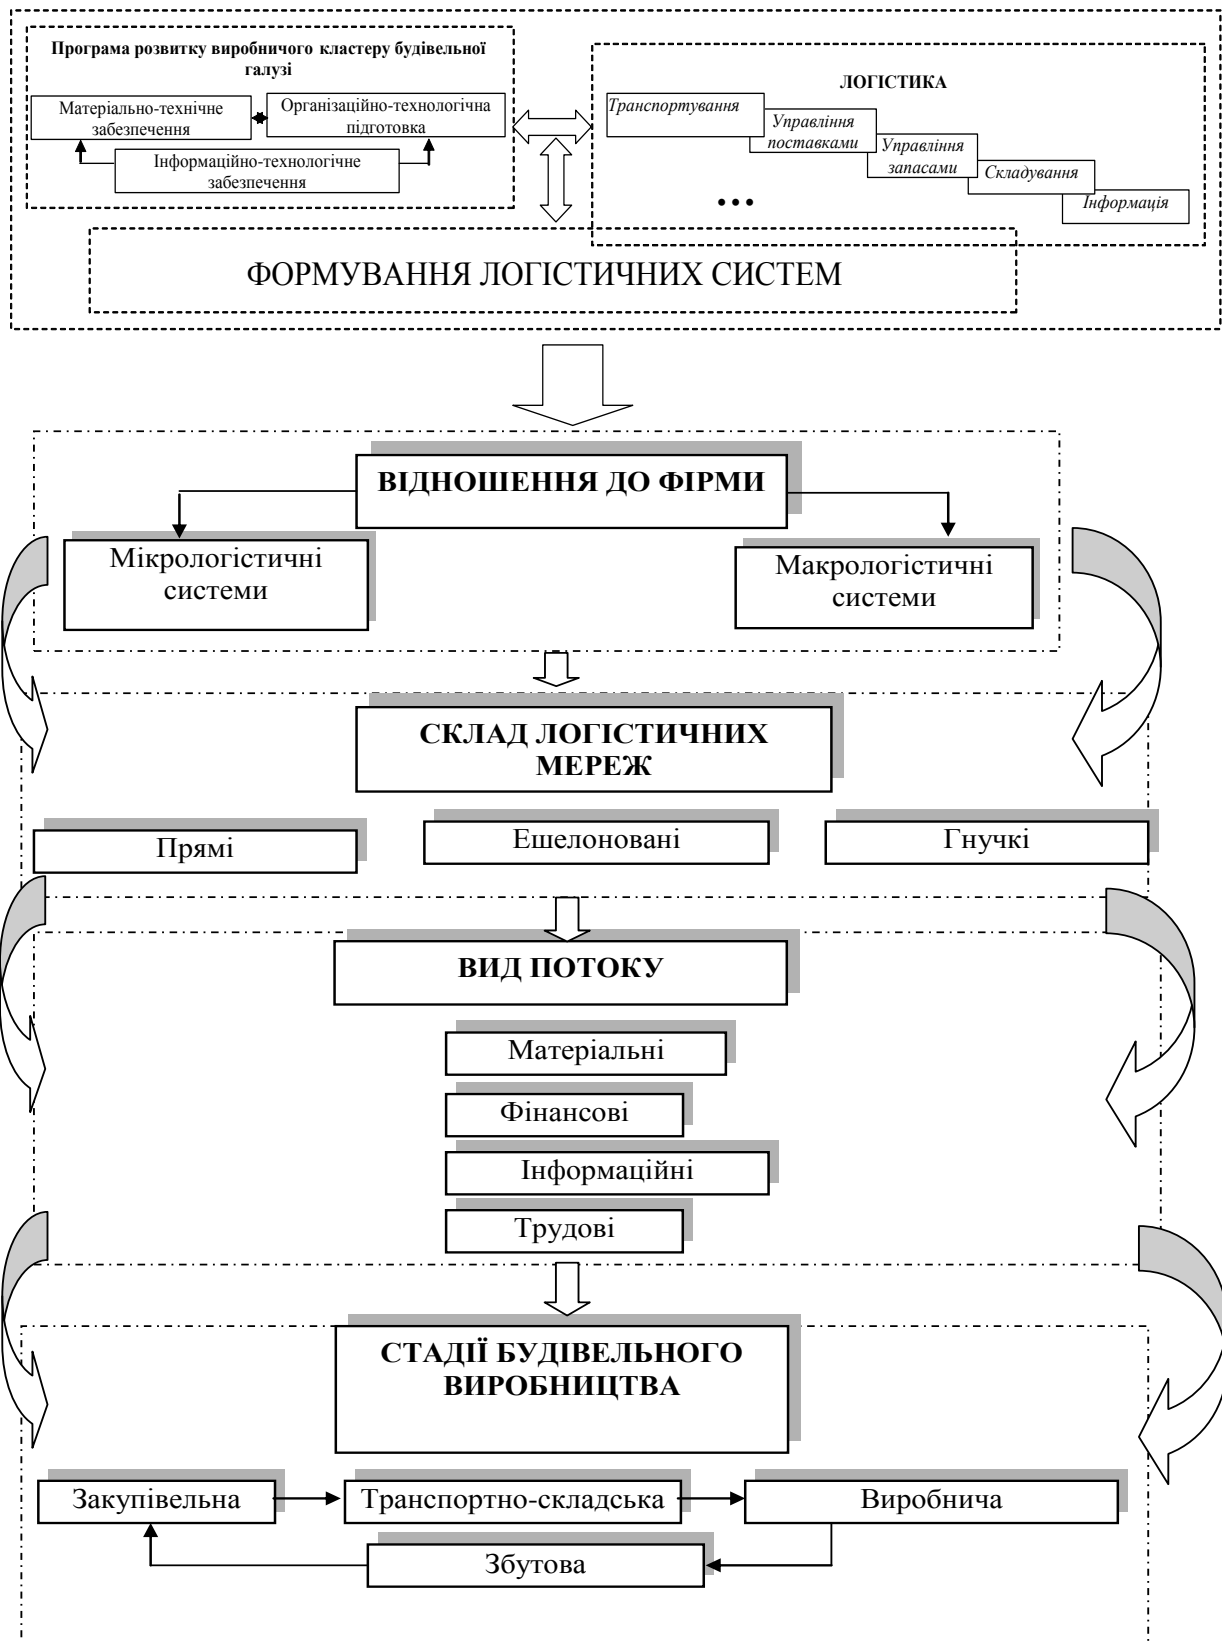 Програма розвитку виробничого кластеру будівельної
галузі
Матеріально-технічне
забезпечення
Організаційно-технологічна
підготовка
Інформаційно-технологічне
забезпечення
ЛОГІСТИКА
Транспортування
Управління
поставками
Управління
запасами
Складування
Інформація
...
ФОРМУВАННЯ ЛОГІСТИЧНИХ СИСТЕМ
ВІДНОШЕННЯ ДО ФІРМИ
Мікрологістичні
системи
Макрологістичні
системи
СКЛАД ЛОГІСТИЧНИХ
МЕРЕЖ
Прямі
Ешелоновані
Гнучкі
ВИД ПОТОКУ
Матеріальні
Фінансові
Інформаційні
Трудові
СТАДІЇ БУДІВЕЛЬНОГО
ВИРОБНИЦТВА
Закупівельна
Транспортно-складська
Виробнича
Збутова